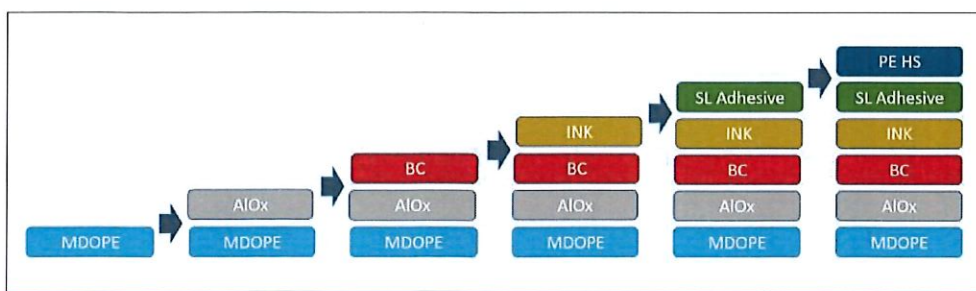 MDOPE
AlOx
MDOPE
BC
AlOx
MDOPE
INK
BC
AlOx
MDOPE
SL Adhesive
INK
BC
AlOx
MDOPE
PE HS
SL Adhesive
INK
BC
AlOx
MDOPE